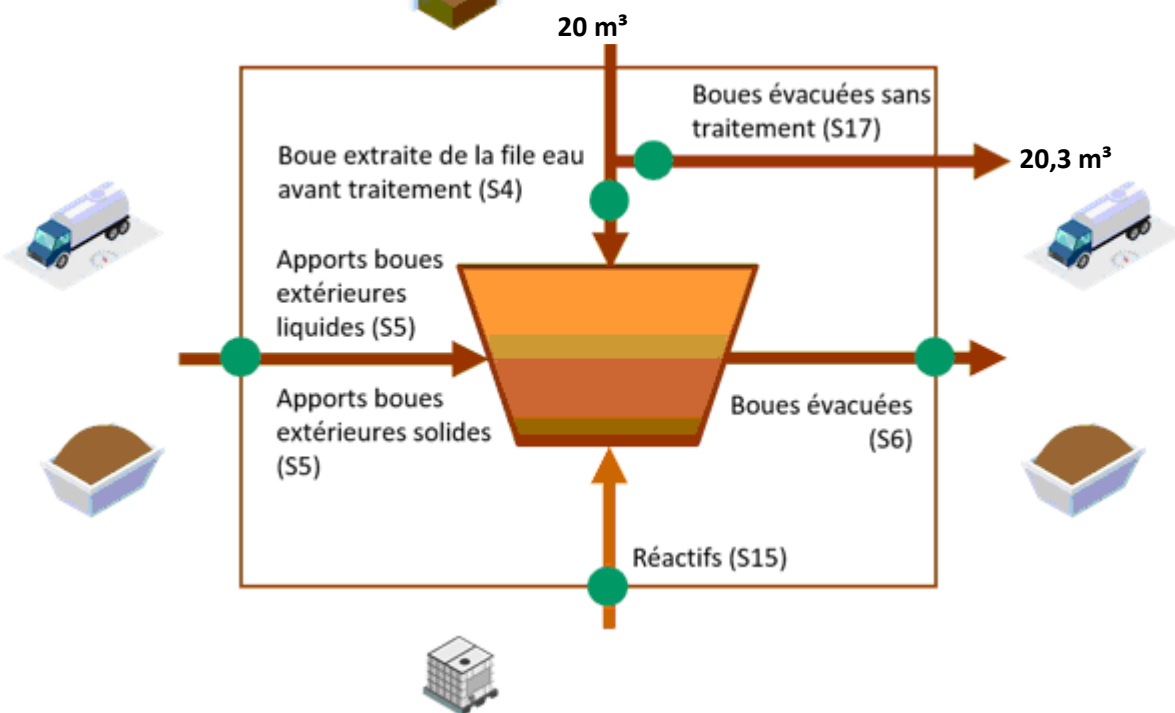 20 m³
Boues évacuées sans
traitement (S17)
20,3 m³
Boue extraite de la file eau
avant traitement (S4)
Apports boues
extérieures
liquides (S5)
Apports boues
extérieures solides
(S5)
Boues évacuées
(S6)
Réactifs (S15)